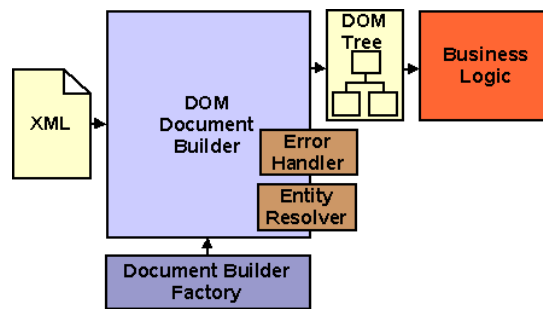 XML
DOM
Document
Builder
Error
Handler
Entity
Resolver
Document Builder
Factory
DOM
Tree
Business
Logic